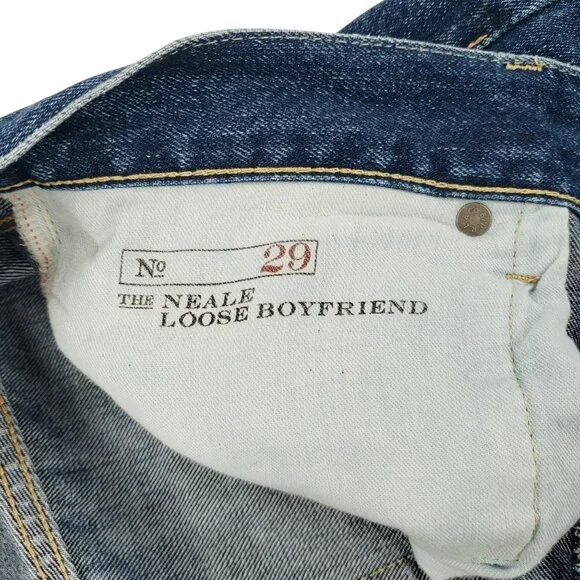 No 29
THE NEALE
LOOSE BOYFRIEND